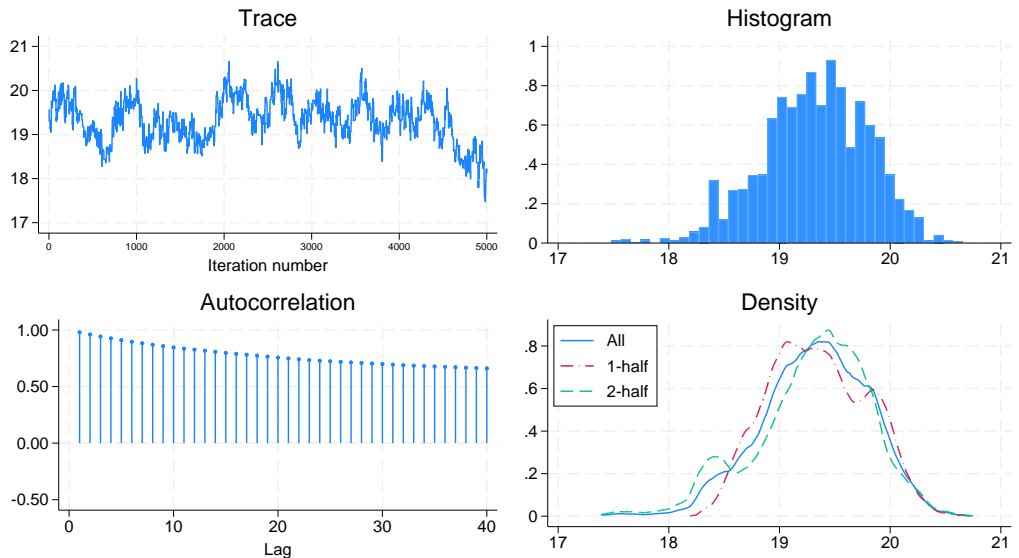 Trace
21
20
19
18
17
0 1000 2000 3000 4000 5000
Iteration number
Histogram
1
.8
.6
.4
.2
0
17 18 19 20 21
Autocorrelation
1.00
0.50
0.00
-0.50
0 10 20 30 40
Lag
Density
.8
.6
.4
.2
0
All
1-half
2-half
17 18 19 20 21